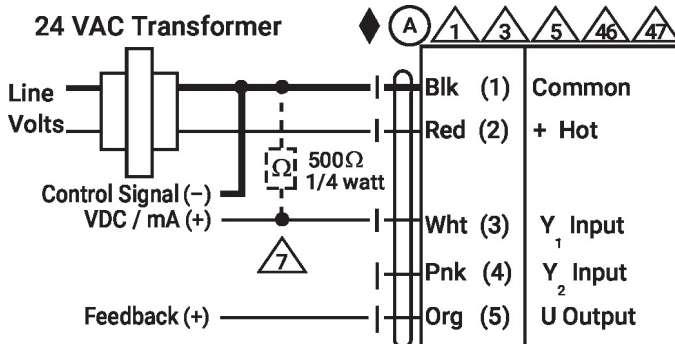 24 VAC Transformer
A 1 3 5 46 47
Line
Volts
Blk (1) Common
Red (2) + Hot
Ω 500Ω
1/4 watt
Control Signal (−)
VDC / mA (+)
Wht (3) Y1 Input
7
Pnk (4) Y2 Input
Feedback (+)
Org (5) U Output